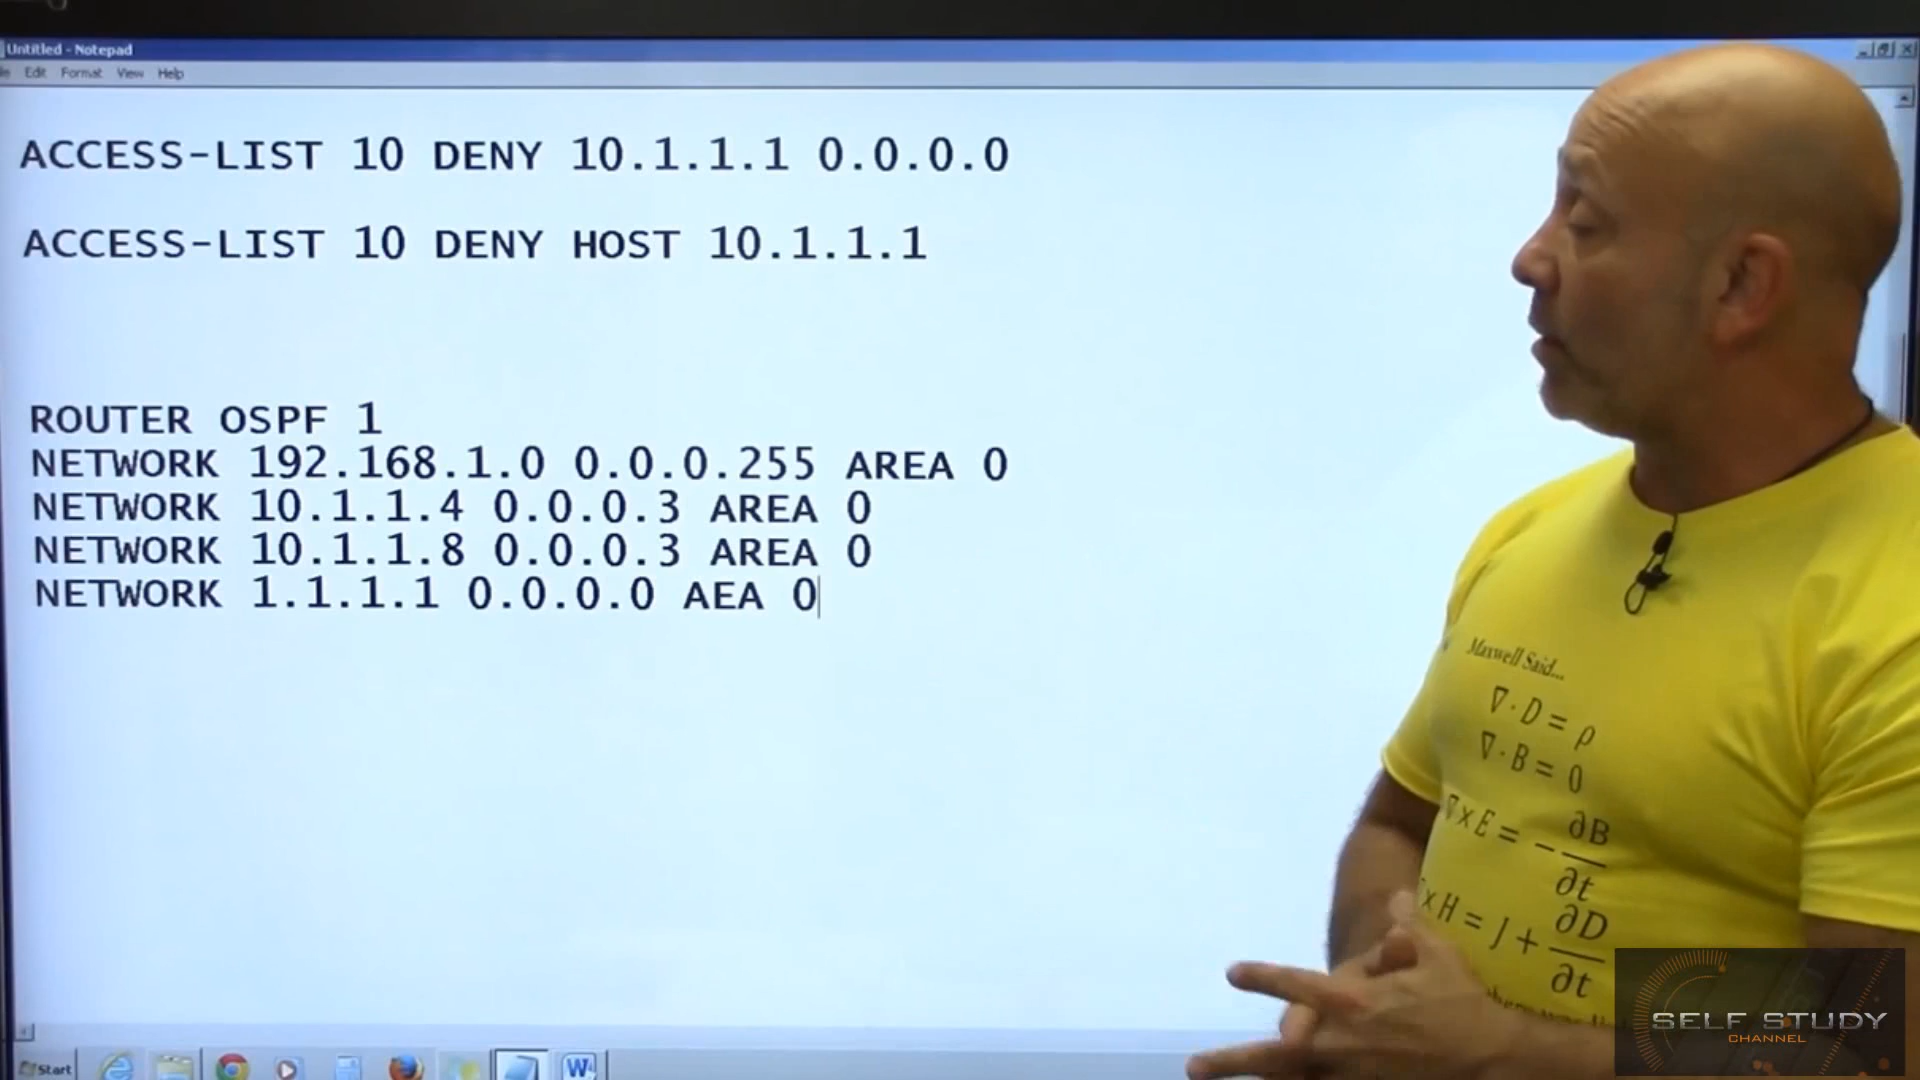 Untitled - Notepad
Edit Format View Help
ACCESS-LIST 10 DENY 10.1.1.1 0.0.0.0
ACCESS-LIST 10 DENY HOST 10.1.1.1
ROUTER OSPF 1
NETWORK 192.168.1.0 0.0.0.255 AREA 0
NETWORK 10.1.1.4 0.0.0.3 AREA 0
NETWORK 10.1.1.8 0.0.0.3 AREA 0
NETWORK 1.1.1.1 0.0.0.0 AEA 0
Maxwell Said...
∇·D = ρ
∇·B = 0
∇×E = -∂B/∂t
×H = J + ∂D/∂t
SELF STUDY
CHANNEL
Start